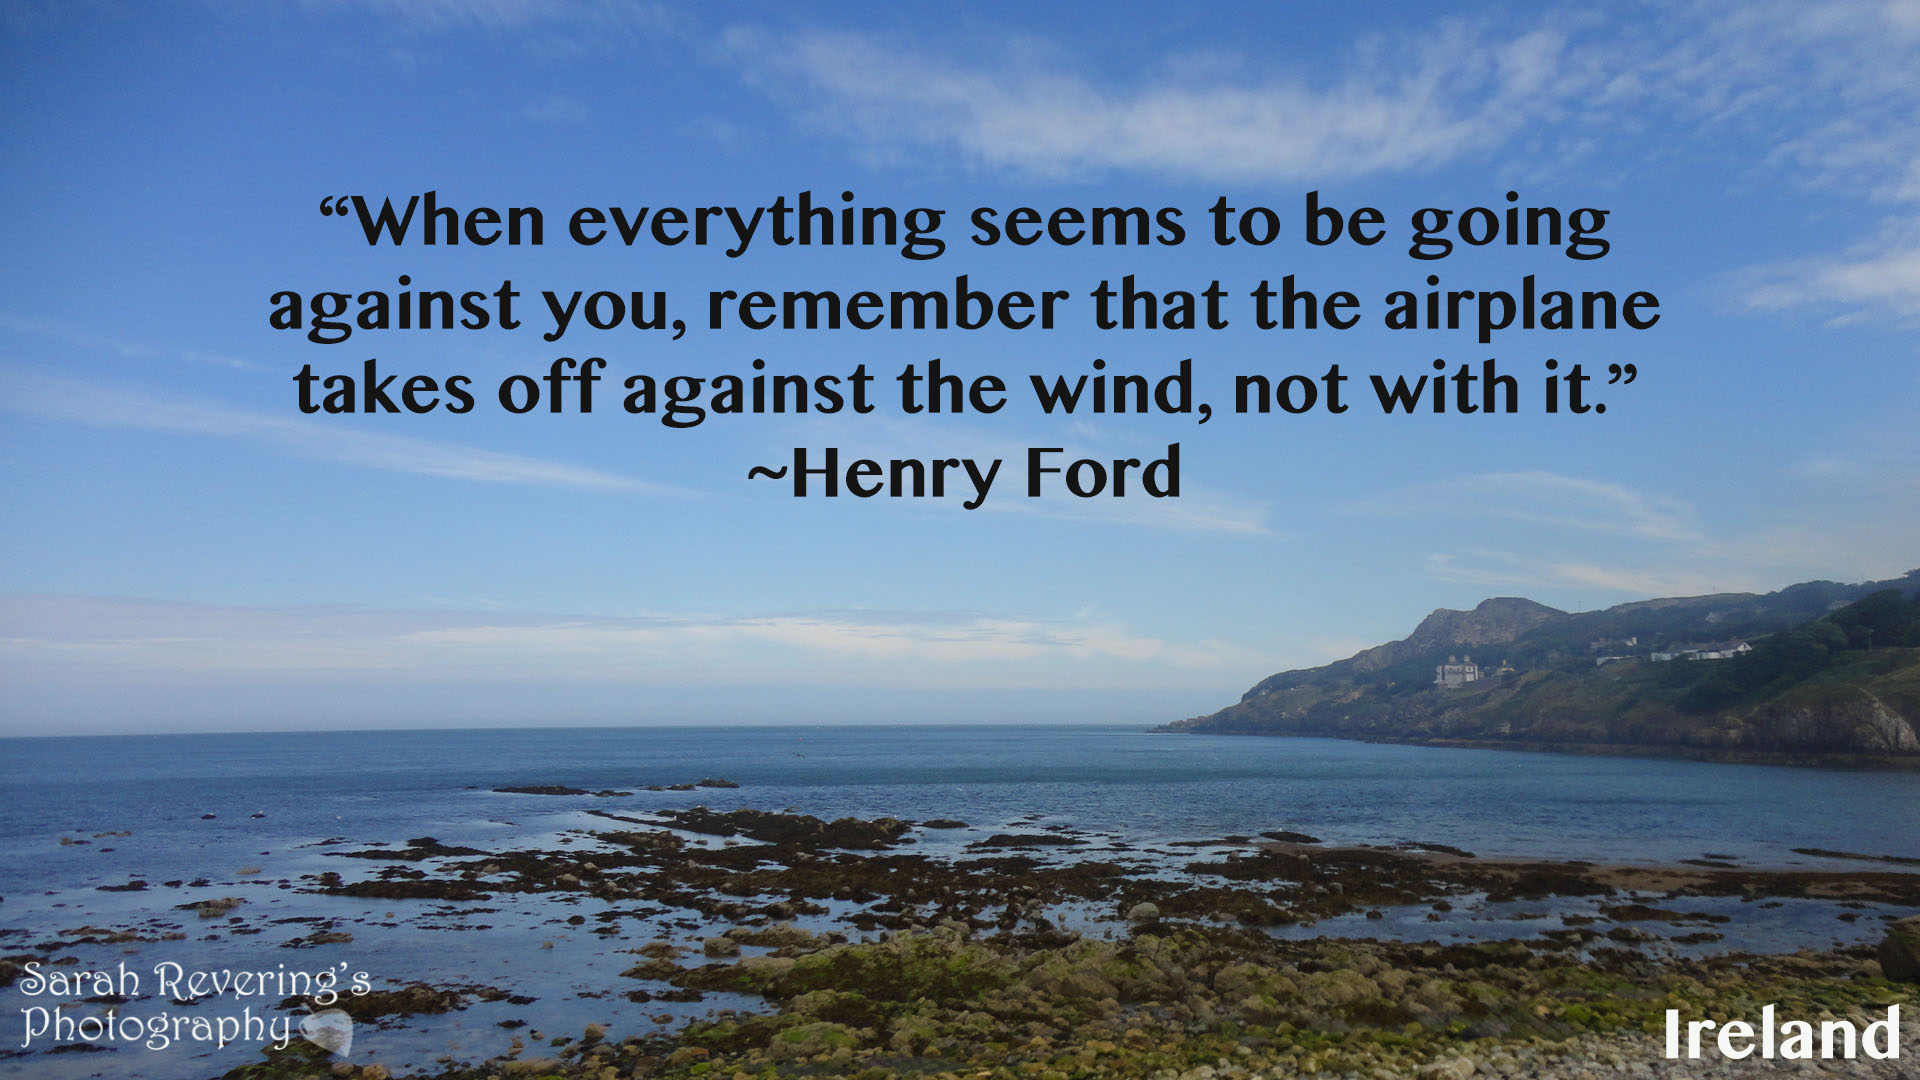 “When everything seems to be going
against you, remember that the airplane
takes off against the wind, not with it.”
~Henry Ford
Sarah Revering's
Photography
Ireland